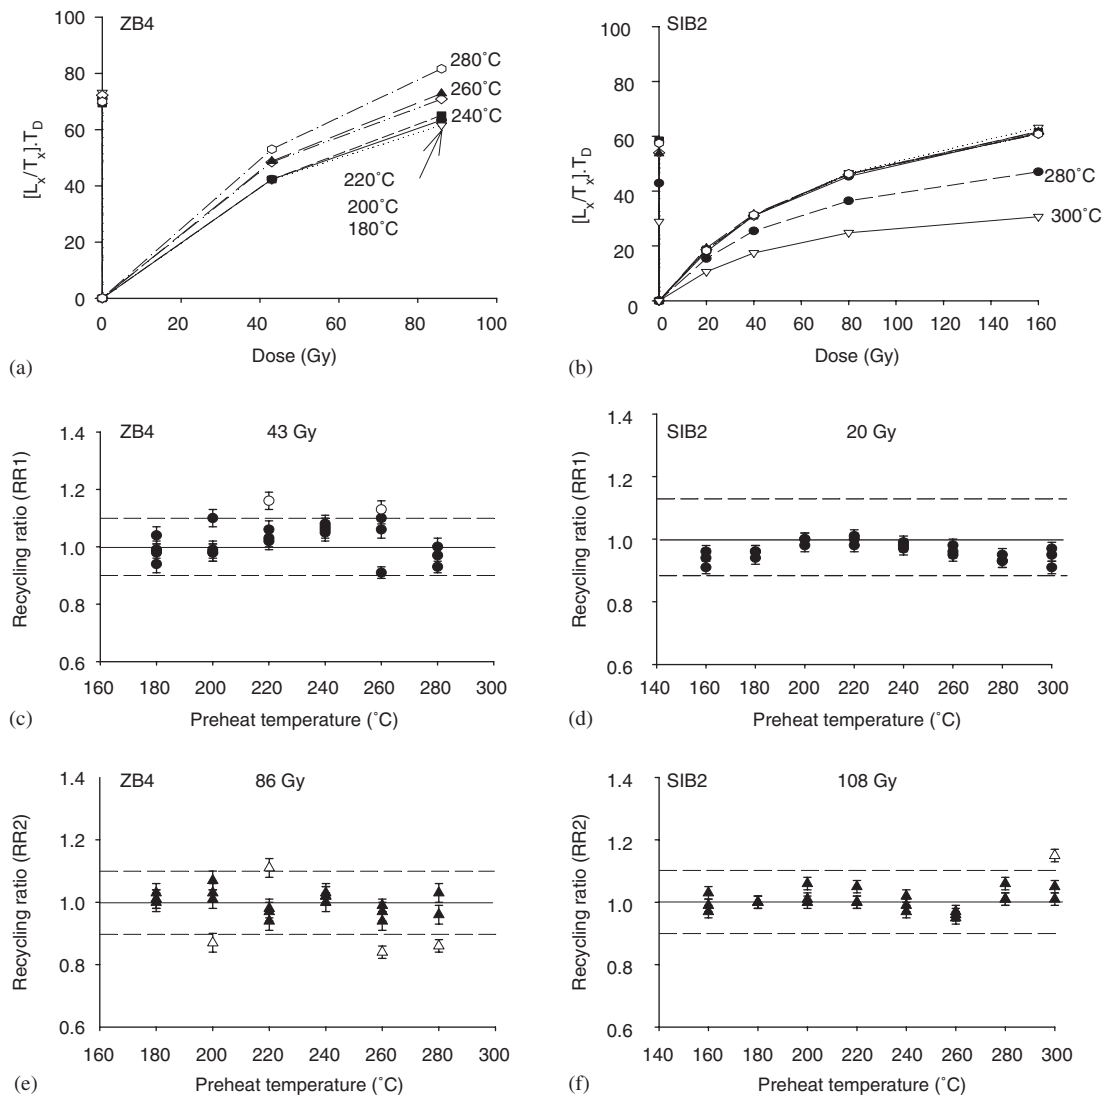 ZB4
100
80
60
40
20
0
[Lx/Tx].TD
280˚C
260˚C
240˚C
220˚C
200˚C
180˚C
0 20 40 60 80 100
Dose (Gy)
(a)
SIB2
100
80
60
40
20
0
[Lx/Tx].TD
280˚C
300˚C
0 20 40 60 80 100 120 140 160
Dose (Gy)
(b)
ZB4 43 Gy
1.4
1.2
1.0
0.8
0.6
Recycling ratio (RR1)
160 180 200 220 240 260 280 300
Preheat temperature (˚C)
(c)
SIB2 20 Gy
1.4
1.2
1.0
0.8
0.6
Recycling ratio (RR1)
140 160 180 200 220 240 260 280 300
Preheat temperature (˚C)
(d)
ZB4 86 Gy
1.4
1.2
1.0
0.8
0.6
Recycling ratio (RR2)
160 180 200 220 240 260 280 300
Preheat temperature (˚C)
(e)
SIB2 108 Gy
1.4
1.2
1.0
0.8
0.6
Recycling ratio (RR2)
140 160 180 200 220 240 260 280 300
Preheat temperature (˚C)
(f)